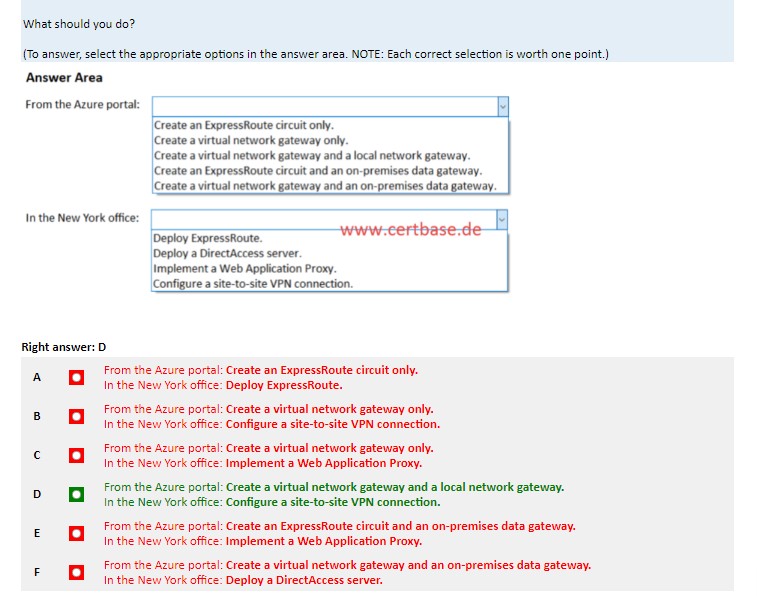 What should you do?
(To answer, select the appropriate options in the answer area. NOTE: Each correct selection is worth one point.)
Answer Area
From the Azure portal:
Create an ExpressRoute circuit only.
Create a virtual network gateway only.
Create a virtual network gateway and a local network gateway.
Create an ExpressRoute circuit and an on-premises data gateway.
Create a virtual network gateway and an on-premises data gateway.
In the New York office:
www.certbase.de
Deploy ExpressRoute.
Deploy a DirectAccess server.
Implement a Web Application Proxy.
Configure a site-to-site VPN connection.
Right answer: D
A
From the Azure portal: Create an ExpressRoute circuit only.
In the New York office: Deploy ExpressRoute.
B
From the Azure portal: Create a virtual network gateway only.
In the New York office: Configure a site-to-site VPN connection.
C
From the Azure portal: Create a virtual network gateway only.
In the New York office: Implement a Web Application Proxy.
D
From the Azure portal: Create a virtual network gateway and a local network gateway.
In the New York office: Configure a site-to-site VPN connection.
E
From the Azure portal: Create an ExpressRoute circuit and an on-premises data gateway.
In the New York office: Implement a Web Application Proxy.
F
From the Azure portal: Create a virtual network gateway and an on-premises data gateway.
In the New York office: Deploy a DirectAccess server.